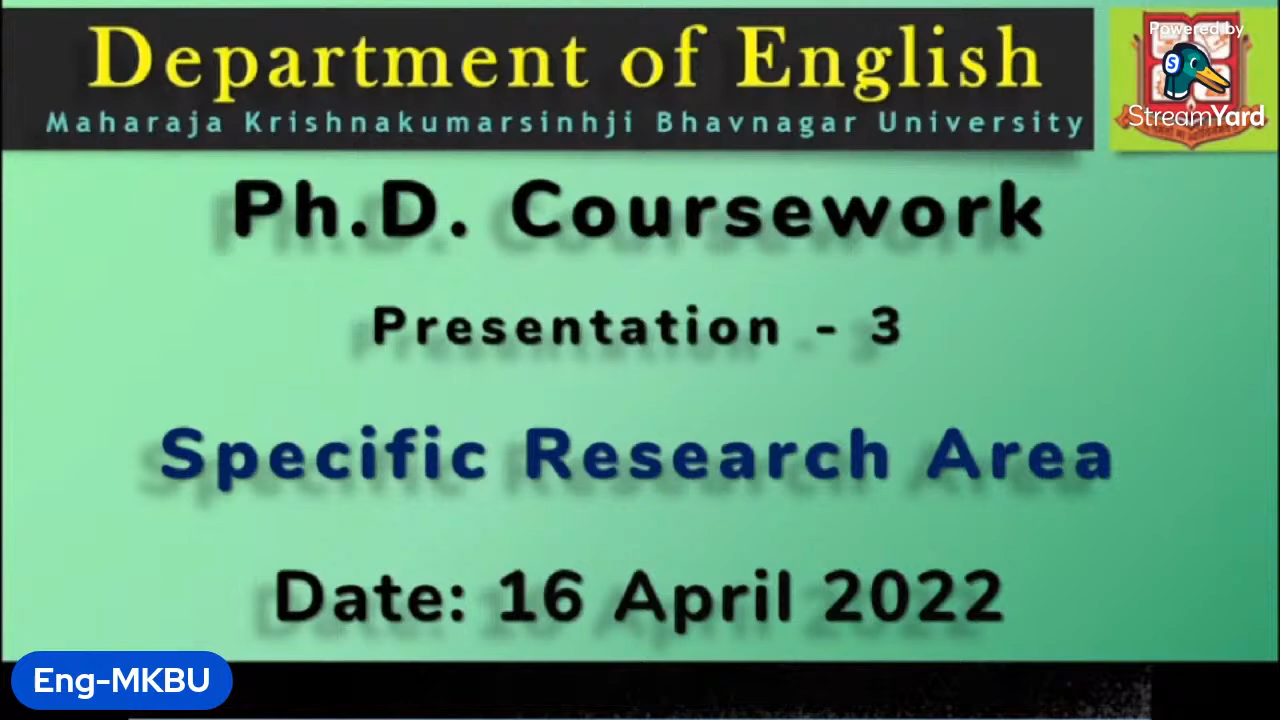 Department of English
Maharaja Krishnakumarsinhji Bhavnagar University
Powered by
S
StreamYard
Ph.D. Coursework
Presentation - 3
Specific Research Area
Date: 16 April 2022
Eng-MKBU